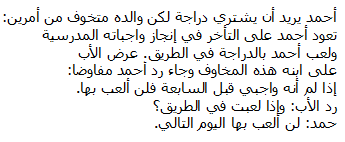 أحمد يريد أن يشتري دراجة لكن والده متخوف من أمرين:
تعود أحمد على التأخر في إنجاز واجباته المدرسية
ولعب أحمد بالدراجة في الطريق. عرض الأب
على ابنه هذه المخاوف وجاء رد أحمد مفاوضا:
إذا لم أنه واجبي قبل السابعة فلن ألعب بها.
رد الأب: وإذا لعبت في الطريق؟
حمد: لن ألعب بها اليوم التالي.